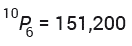 ¹⁰P₆ = 151,200